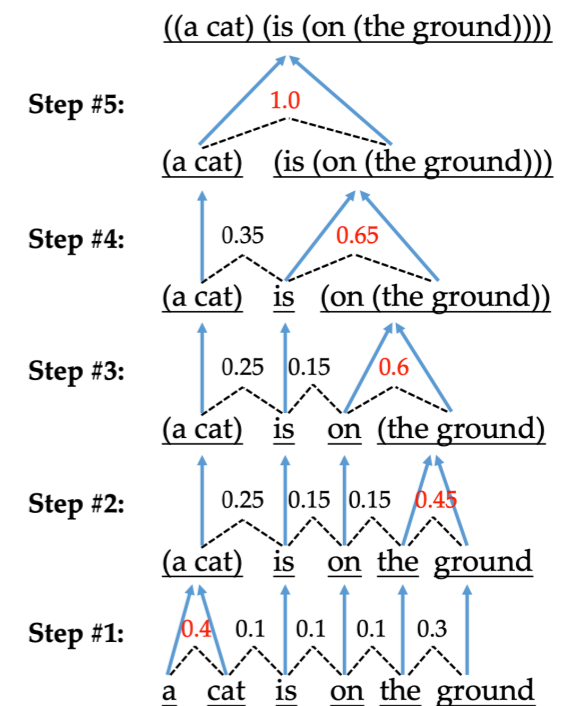 ((a cat) (is (on (the ground))))
Step #5:
1.0
(a cat) (is (on (the ground)))
Step #4:
0.35 0.65
(a cat) is (on (the ground))
Step #3:
0.25 0.15 0.6
(a cat) is on (the ground)
Step #2:
0.25 0.15 0.15 0.45
(a cat) is on the ground
Step #1:
0.4 0.1 0.1 0.1 0.3
a cat is on the ground